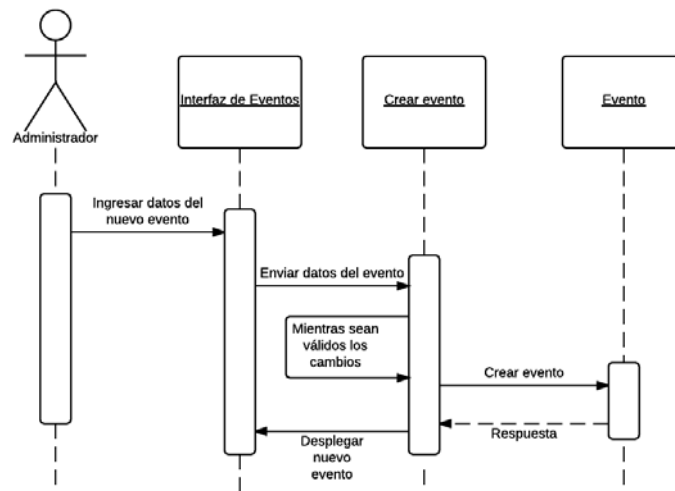 Interfaz de Eventos
Crear evento
Evento
Administrador
Ingresar datos del
nuevo evento
Enviar datos del evento
Mientras sean
válidos los
cambios
Crear evento
Respuesta
Desplegar
nuevo
evento